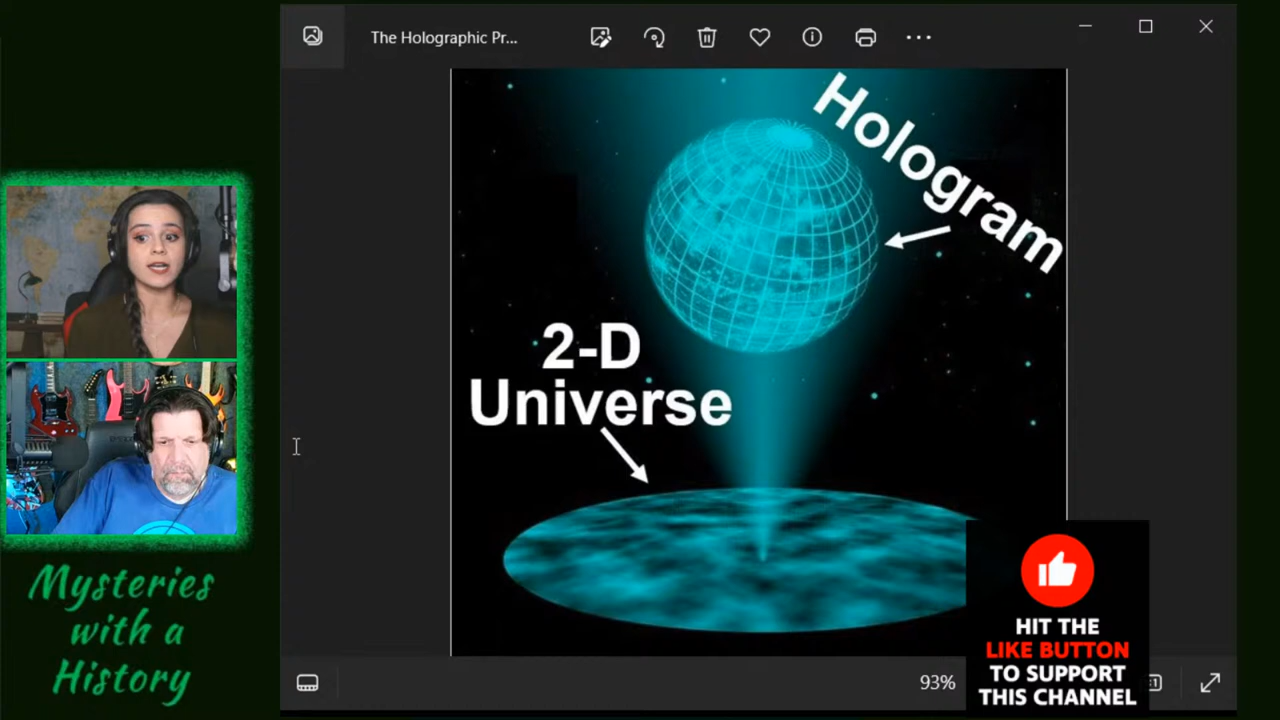 The Holographic Pr...
Hologram
2-D
Universe
Mysteries
with a
History
HIT THE
LIKE BUTTON
TO SUPPORT
THIS CHANNEL
93%